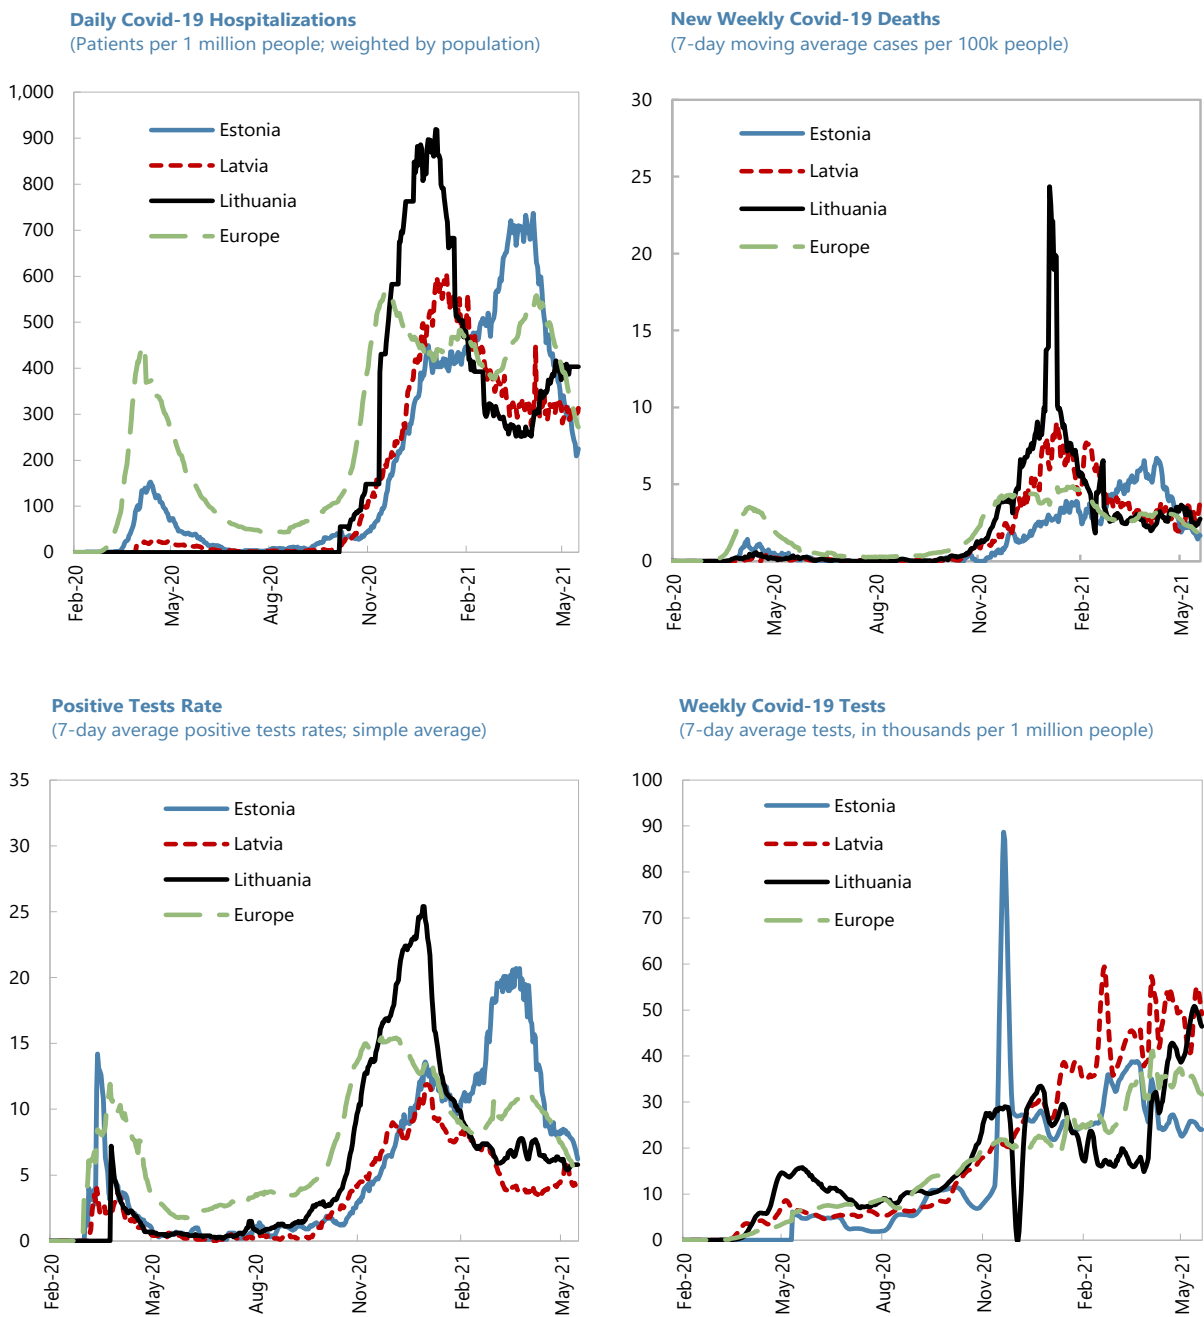 Daily Covid-19 Hospitalizations
(Patients per 1 million people; weighted by population)
1,000
900
800
700
600
500
400
300
200
100
0
Estonia
Latvia
Lithuania
Europe
Feb-20
May-20
Aug-20
Nov-20
Feb-21
May-21
New Weekly Covid-19 Deaths
(7-day moving average cases per 100k people)
30
25
20
15
10
5
0
Estonia
Latvia
Lithuania
Europe
Feb-20
May-20
Aug-20
Nov-20
Feb-21
May-21
Positive Tests Rate
(7-day average positive tests rates; simple average)
35
30
25
20
15
10
5
0
Estonia
Latvia
Lithuania
Europe
Feb-20
May-20
Aug-20
Nov-20
Feb-21
May-21
Weekly Covid-19 Tests
(7-day average tests, in thousands per 1 million people)
100
90
80
70
60
50
40
30
20
10
0
Estonia
Latvia
Lithuania
Europe
Feb-20
May-20
Aug-20
Nov-20
Feb-21
May-21